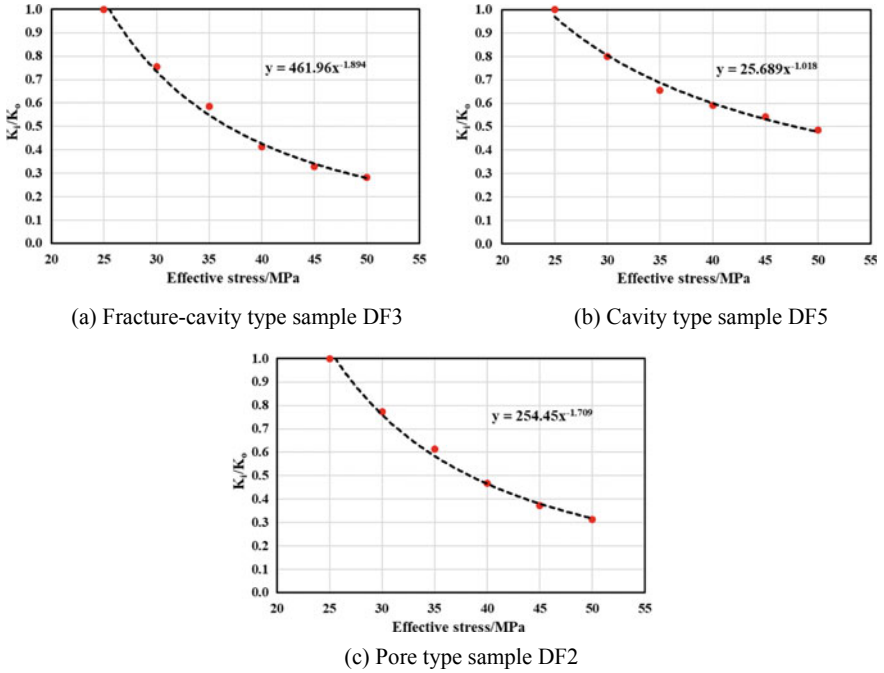 1.0
0.9
0.8
0.7
0.6
0.5
0.4
0.3
0.2
0.1
0.0
Kᵢ/Kₒ
y = 461.96x⁻¹·⁸⁹⁴
20 25 30 35 40 45 50 55
Effective stress/MPa
(a) Fracture-cavity type sample DF3
1.0
0.9
0.8
0.7
0.6
0.5
0.4
0.3
0.2
0.1
0.0
Kᵢ/Kₒ
y = 25.689x⁻¹·⁰¹⁸
20 25 30 35 40 45 50 55
Effective stress/MPa
(b) Cavity type sample DF5
1.0
0.9
0.8
0.7
0.6
0.5
0.4
0.3
0.2
0.1
0.0
Kᵢ/Kₒ
y = 254.45x⁻¹·⁷⁰⁹
20 25 30 35 40 45 50 55
Effective stress/MPa
(c) Pore type sample DF2